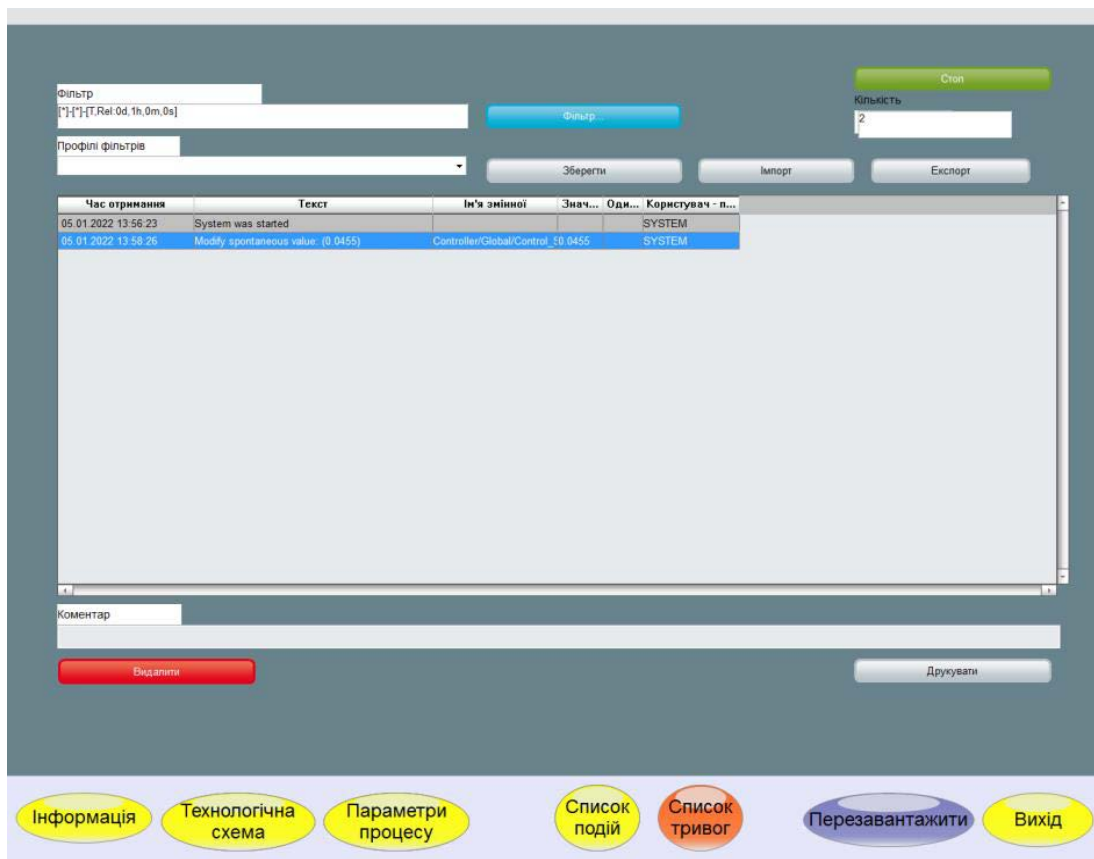 Стоп
Фільтр
Кількість
[*]-[*]-[T,Rel:0d,1h,0m,0s]
Фільтр...
2
Профілі фільтрів
Зберегти
Імпорт
Експорт
Час отримання Текст Ім'я змінної Знач... Оди... Користувач - п...
05.01.2022 13:56:23 System was started SYSTEM
05.01.2022 13:58:26 Modify spontaneous value: (0.0455) Controller/Global/Control_ 0.0455 SYSTEM
Коментар
Видалити
Друкувати
Інформація
Технологічна
схема
Параметри
процесу
Список
подій
Список
тривог
Перезавантажити
Вихід